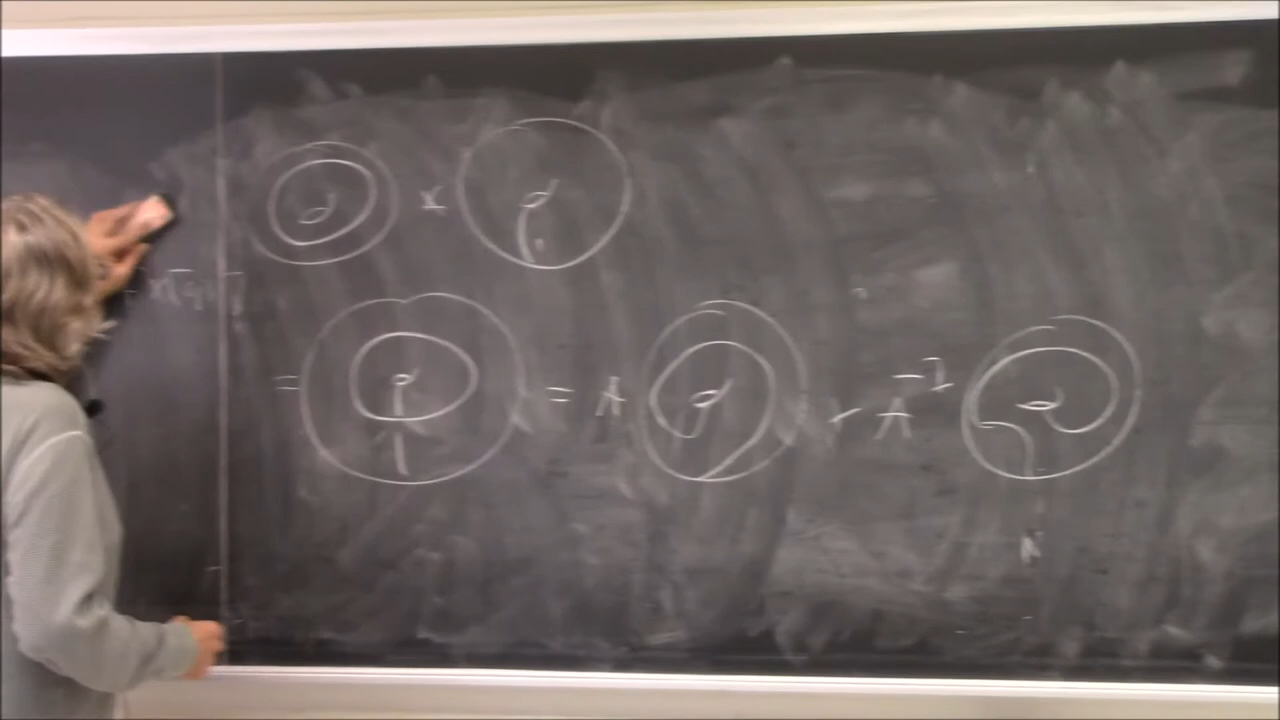 ×
= = A + A⁻¹